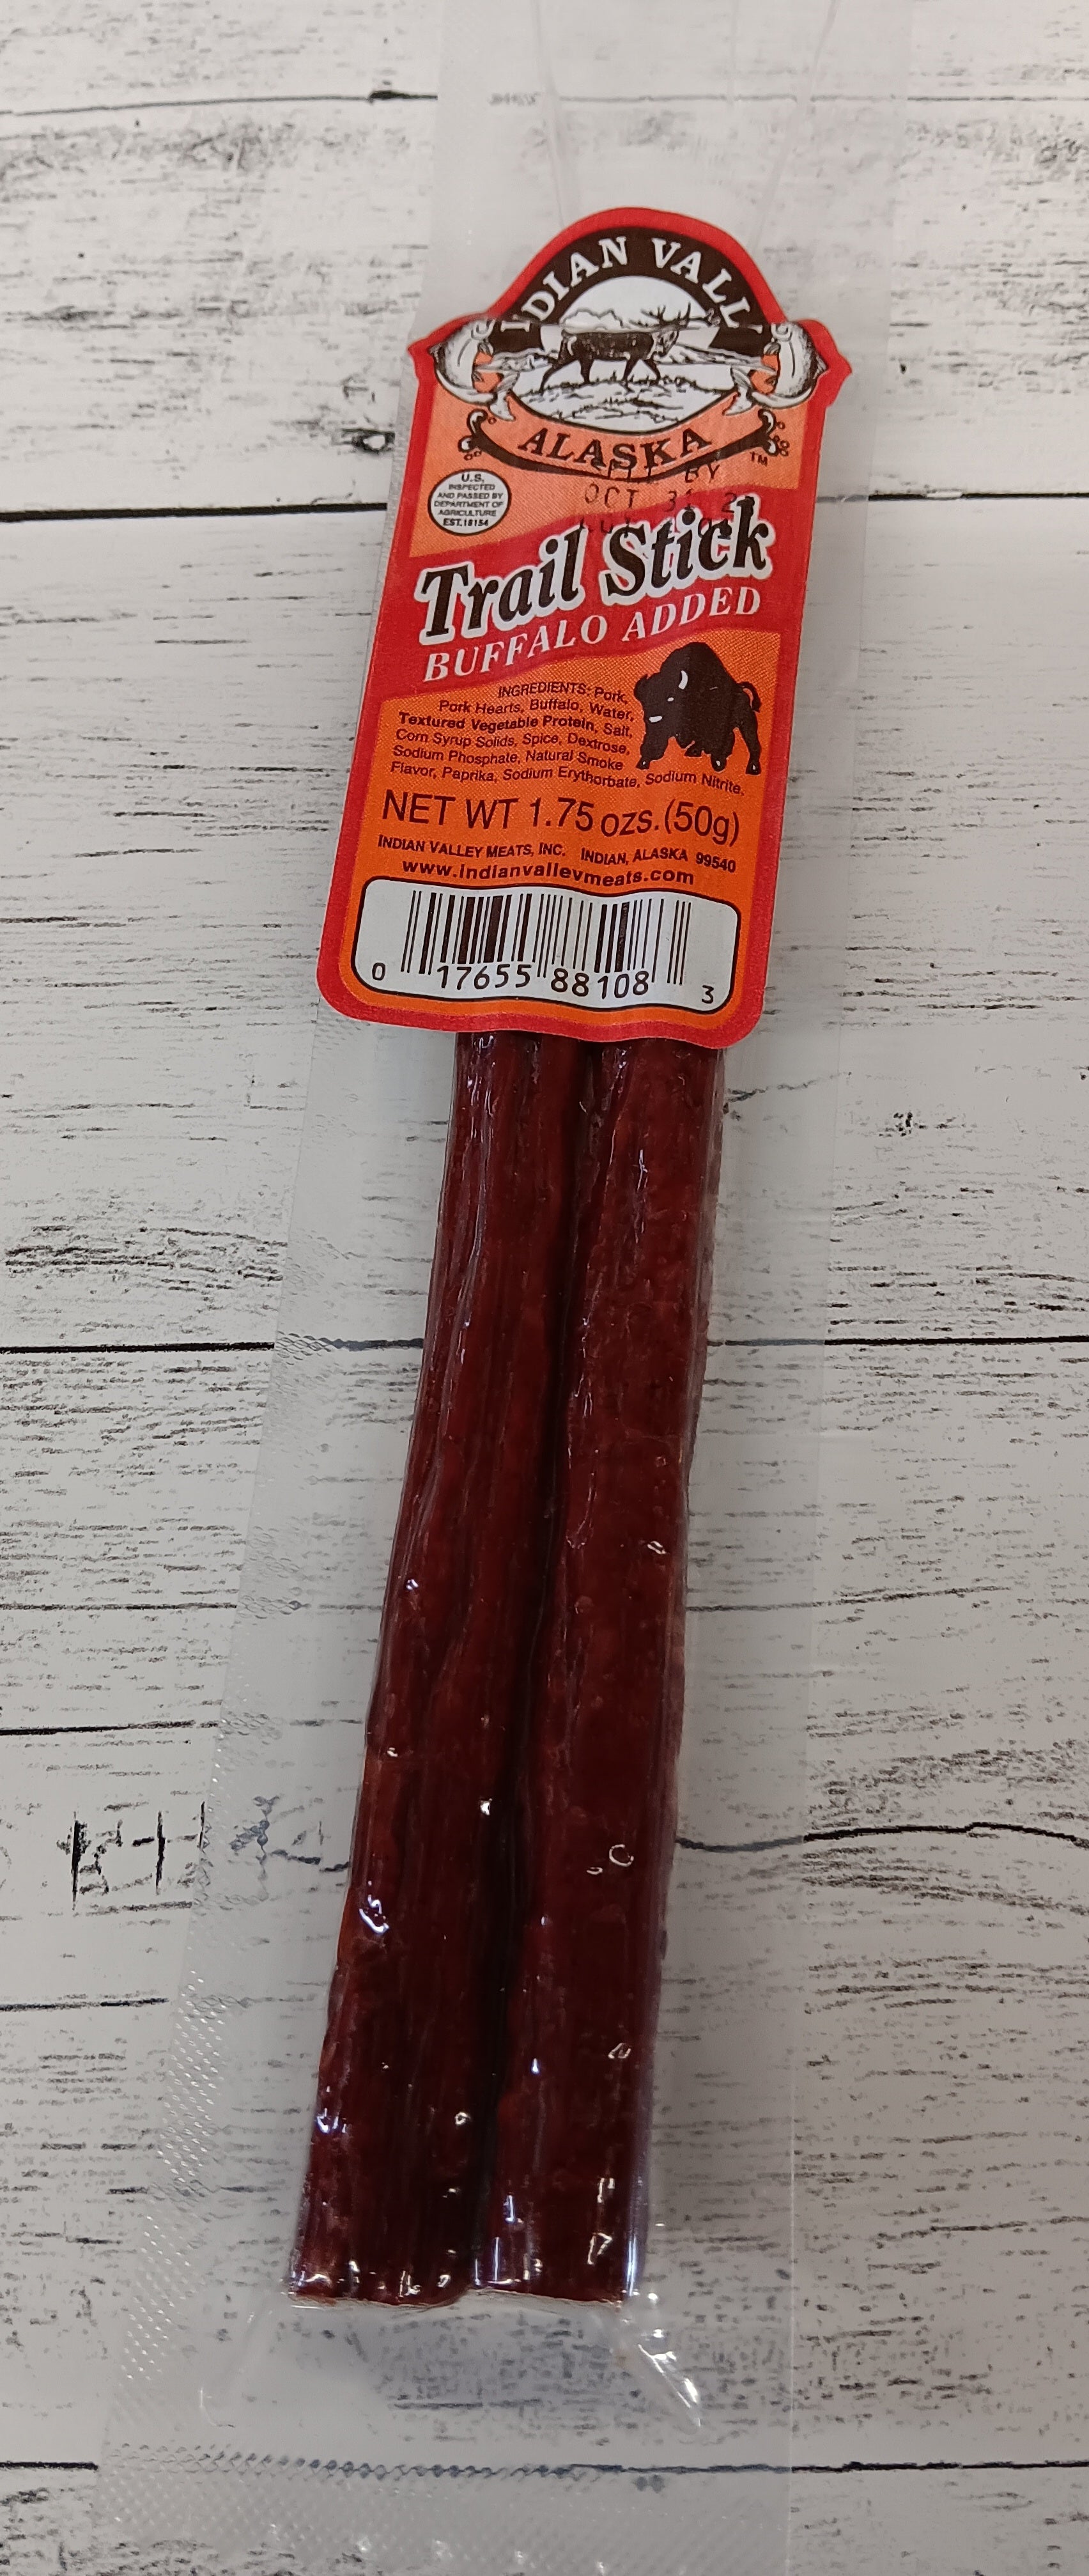 INDIAN VALL
ALASKA
TM
BY
OCT 31 2
U.S.
INSPECTED
AND PASSED BY
DEPARTMENT OF
AGRICULTURE
EST.18154
Trail Stick
BUFFALO ADDED
INGREDIENTS: Pork,
Pork Hearts, Buffalo, Water,
Textured Vegetable Protein, Salt,
Corn Syrup Solids, Spice, Dextrose,
Sodium Phosphate, Natural Smoke
Flavor, Paprika, Sodium Erythorbate, Sodium Nitrite.
NET WT 1.75 ozs.(50g)
INDIAN VALLEY MEATS, INC. INDIAN, ALASKA 99540
www.indianvalleymeats.com
0 17655 88108 3